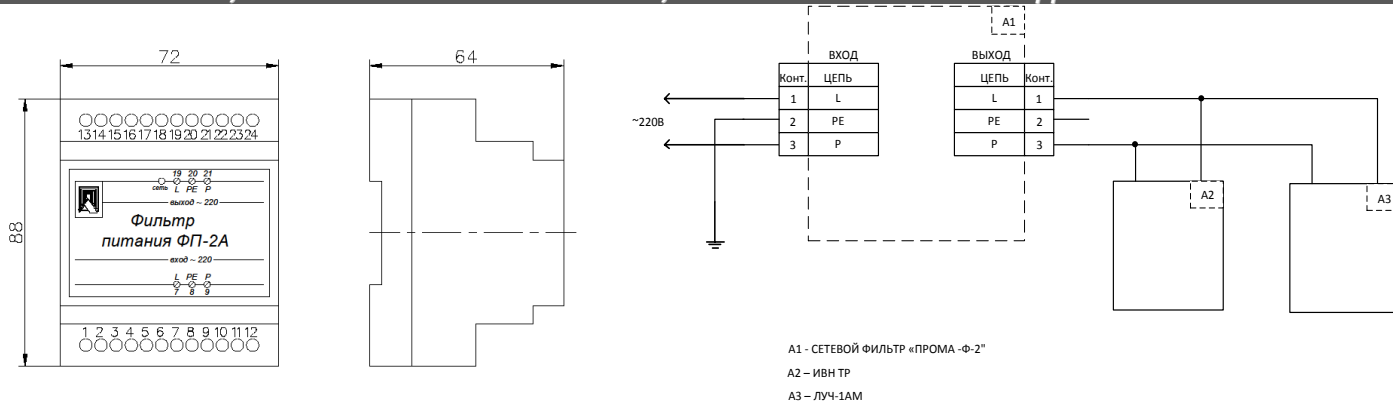 72
88
13 14 15 16 17 18 19 20 21 22 23 24
19 20 21
сеть L PE P
выход ~ 220
Фильтр
питания ФП-2А
вход ~ 220
L PE P
7 8 9
1 2 3 4 5 6 7 8 9 10 11 12
64
A1
ВХОД
Конт. ЦЕПЬ
1 L
2 PE
3 P
~220В
ВЫХОД
ЦЕПЬ Конт.
L 1
PE 2
P 3
A2
A3
А1 - СЕТЕВОЙ ФИЛЬТР «ПРОМА -Ф-2"
А2 – ИВН ТР
А3 – ЛУЧ-1АМ